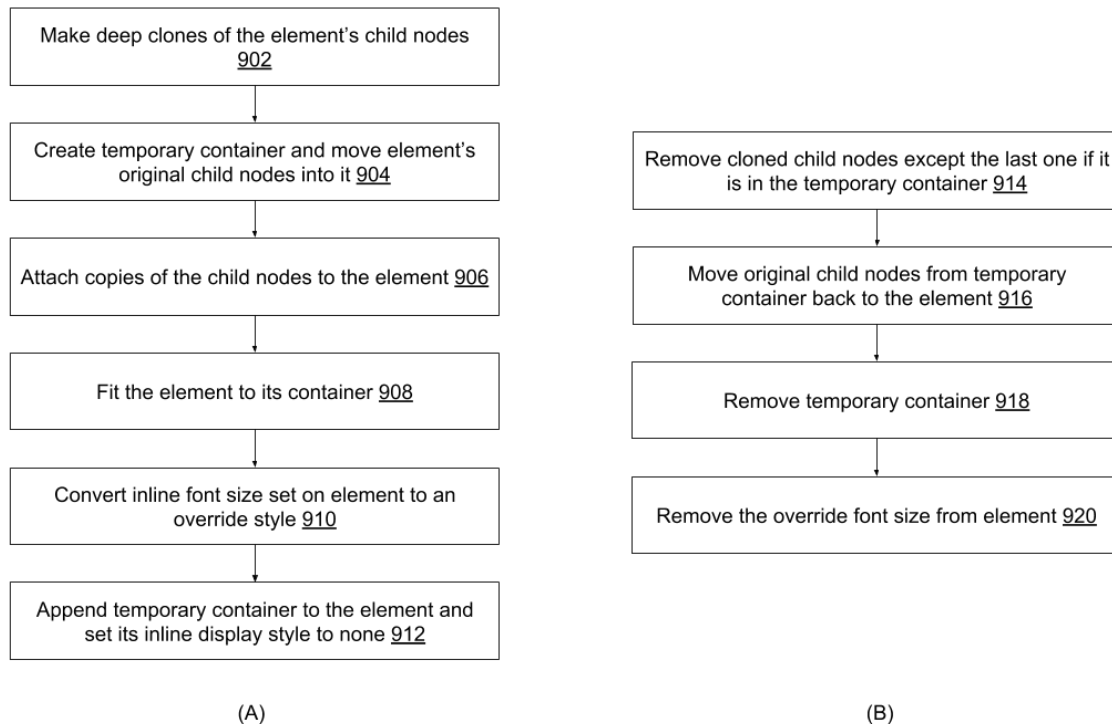 Make deep clones of the element's child nodes
902
Create temporary container and move element's
original child nodes into it 904
Attach copies of the child nodes to the element 906
Fit the element to its container 908
Convert inline font size set on element to an
override style 910
Append temporary container to the element and
set its inline display style to none 912
(A)
Remove cloned child nodes except the last one if it
is in the temporary container 914
Move original child nodes from temporary
container back to the element 916
Remove temporary container 918
Remove the override font size from element 920
(B)